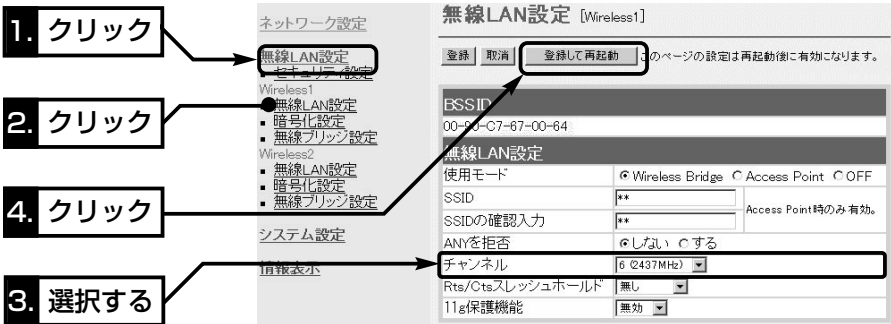 1. クリック
2. クリック
4. クリック
3. 選択する
ネットワーク設定
無線LAN設定
セキュリティ設定
Wireless1
無線LAN設定
暗号化設定
無線ブリッジ設定
Wireless2
無線LAN設定
暗号化設定
無線ブリッジ設定
システム設定
情報表示
無線LAN設定 [Wireless1]
登録 取消 登録して再起動 このページの設定は再起動後に有効になります。
BSSID
00-90-C7-67-00-64
無線LAN設定
使用モード Wireless Bridge Access Point OFF
SSID **
SSIDの確認入力 **
Access Point時のみ有効。
ANYを拒否 しない する
チャンネル 6 (2437MHz)
Rts/Ctsスレッシュホールド 無し
11g保護機能 無効